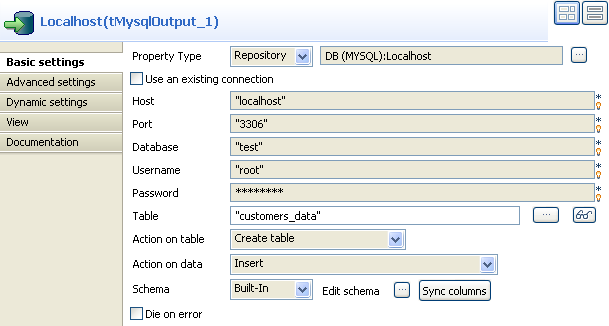 Localhost(tMysqlOutput_1)
Basic settings
Advanced settings
Dynamic settings
View
Documentation
Property Type Repository DB (MYSQL):Localhost ...
Use an existing connection
Host "localhost" *
Port "3306" *
Database "test" *
Username "root" *
Password ******** *
Table "customers_data" ...
Action on table Create table
Action on data Insert
Schema Built-In Edit schema ... Sync columns
Die on error